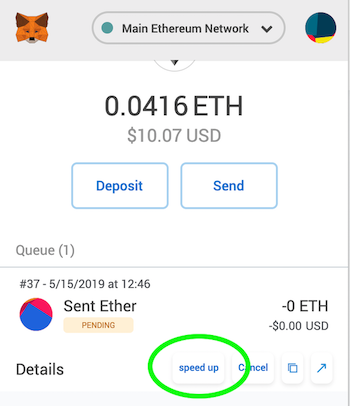 Main Ethereum Network
0.0416 ETH
$10.07 USD
Deposit
Send
Queue (1)
#37 - 5/15/2019 at 12:46
Sent Ether
-0 ETH
PENDING
-$0.00 USD
Details
speed up
Cancel